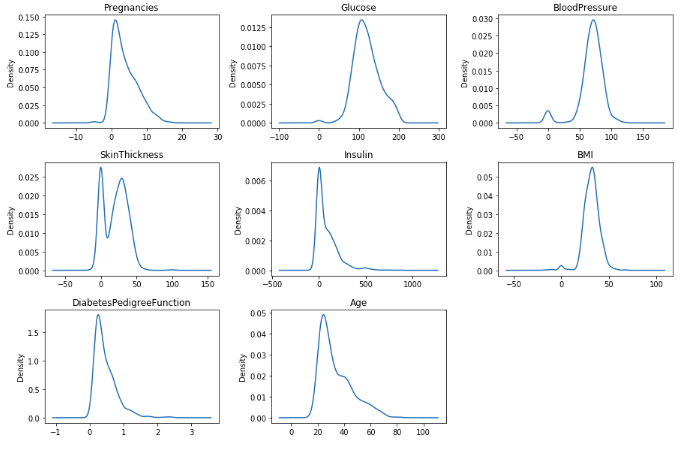 Pregnancies
Density
0.150
0.125
0.100
0.075
0.050
0.025
0.000
−10 0 10 20 30
Glucose
Density
0.0125
0.0100
0.0075
0.0050
0.0025
0.0000
−100 0 100 200 300
BloodPressure
Density
0.030
0.025
0.020
0.015
0.010
0.005
0.000
−50 0 50 100 150
SkinThickness
Density
0.025
0.020
0.015
0.010
0.005
0.000
−50 0 50 100 150
Insulin
Density
0.006
0.004
0.002
0.000
−500 0 500 1000
BMI
Density
0.05
0.04
0.03
0.02
0.01
0.00
−50 0 50 100
DiabetesPedigreeFunction
Density
1.5
1.0
0.5
0.0
−1 0 1 2 3
Age
Density
0.05
0.04
0.03
0.02
0.01
0.00
0 20 40 60 80 100